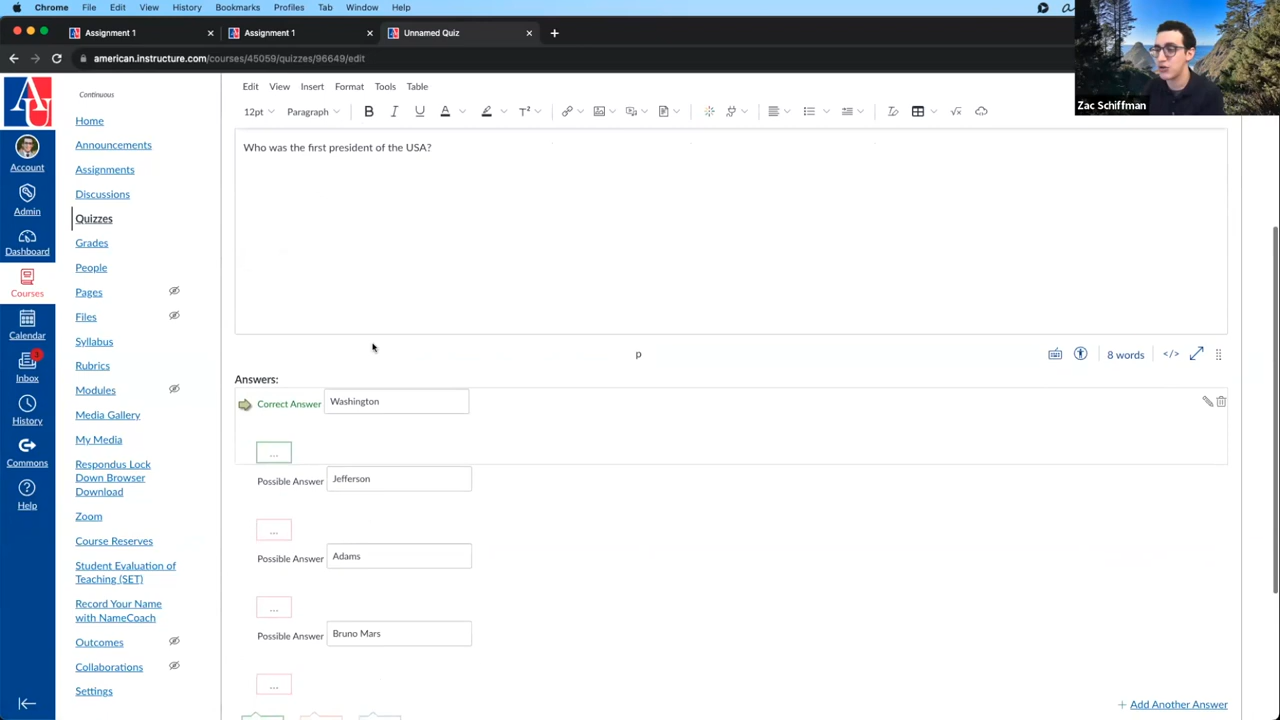 Chrome File Edit View History Bookmarks Profiles Tab Window Help
Assignment 1 Assignment 1 Unnamed Quiz
american.instructure.com/courses/45059/quizzes/96649/edit
Zac Schiffman
AU
Account
Admin
Dashboard
Courses
Calendar
3
Inbox
History
Commons
Help
Continuous
Home
Announcements
Assignments
Discussions
Quizzes
Grades
People
Pages
Files
Syllabus
Rubrics
Modules
Media Gallery
My Media
Respondus Lock
Down Browser
Download
Zoom
Course Reserves
Student Evaluation of
Teaching (SET)
Record Your Name
with NameCoach
Outcomes
Collaborations
Settings
Edit View Insert Format Tools Table
12pt Paragraph B I U A T²
Who was the first president of the USA?
p
8 words </>
Answers:
Correct Answer Washington
...
Possible Answer Jefferson
...
Possible Answer Adams
...
Possible Answer Bruno Mars
...
+ Add Another Answer